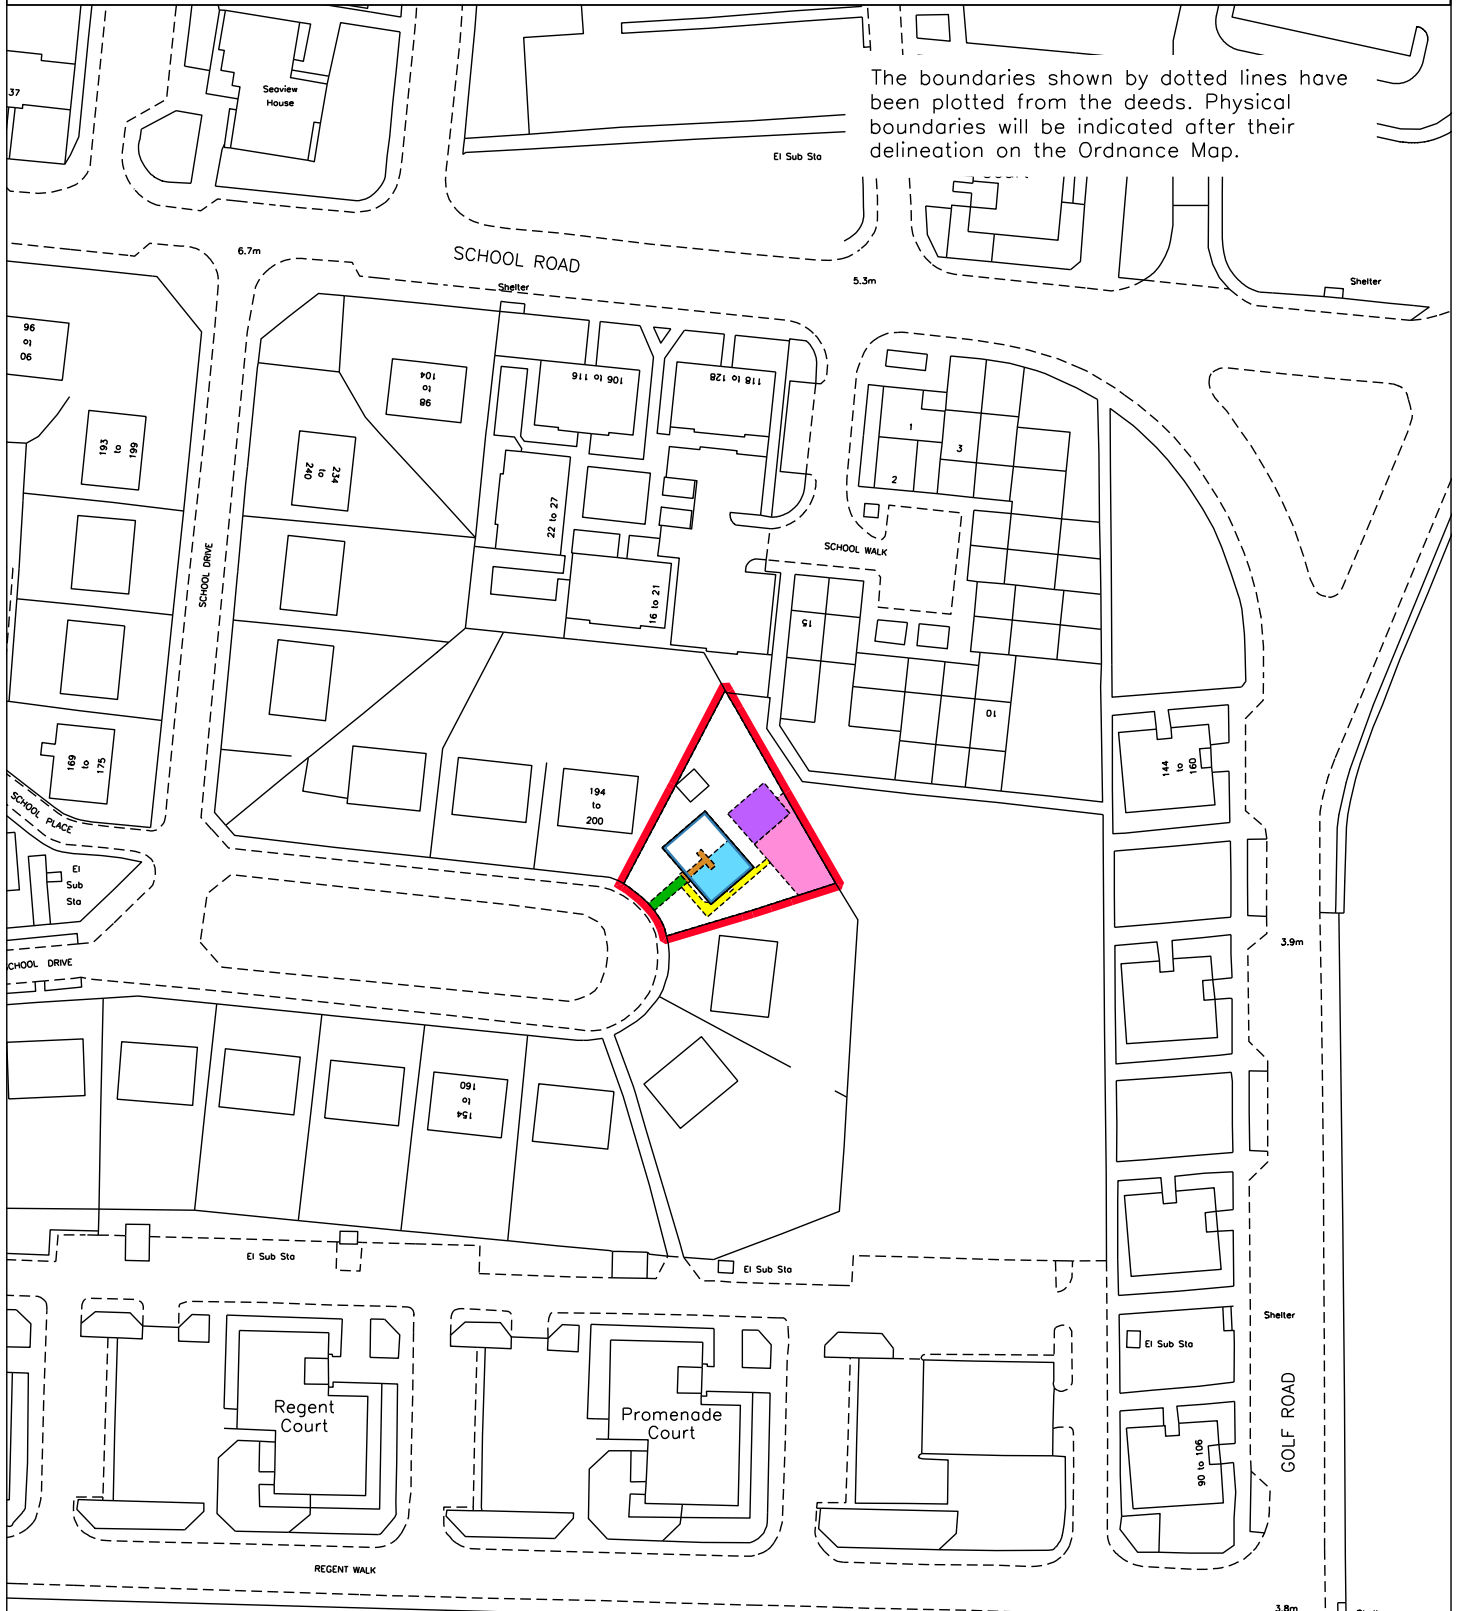 The boundaries shown by dotted lines have
been plotted from the deeds. Physical
boundaries will be indicated after their
delineation on the Ordnance Map.
37
Seaview
House
El Sub Sta
6.7m
SCHOOL ROAD
Shelter
5.3m
Shelter
96
to
90
104
to
98
106 to 116
118 to 128
193
to
199
234
to
240
1
3
2
22 to 27
SCHOOL WALK
SCHOOL DRIVE
16 to 21
15
10
169
to
175
144
to
160
194
to
200
SCHOOL PLACE
El
Sub
Sta
CHOOL DRIVE
3.9m
160
to
154
El Sub Sta
El Sub Sta
Shelter
El Sub Sta
Regent
Court
Promenade
Court
GOLF ROAD
90 to 106
REGENT WALK
3.8m